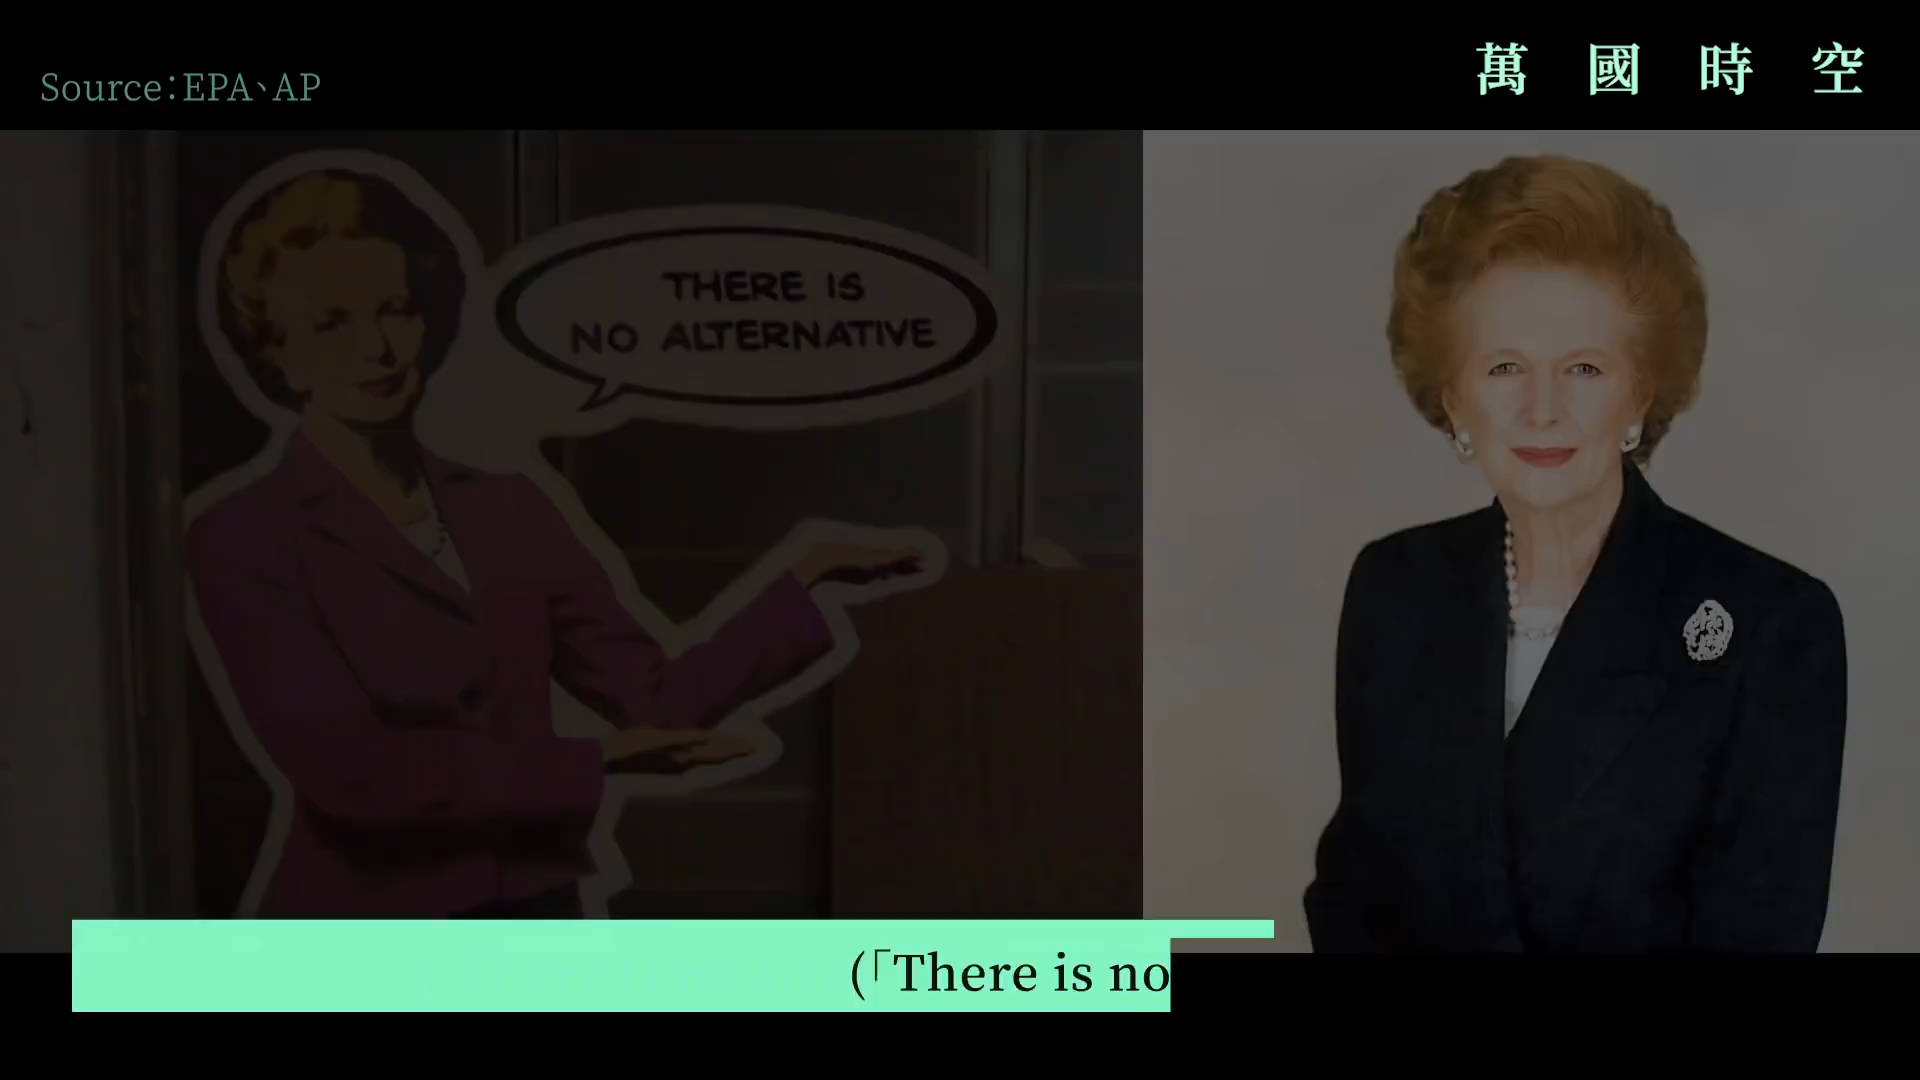 Source：EPA、AP
萬國時空
THERE IS
NO ALTERNATIVE
(「There is no